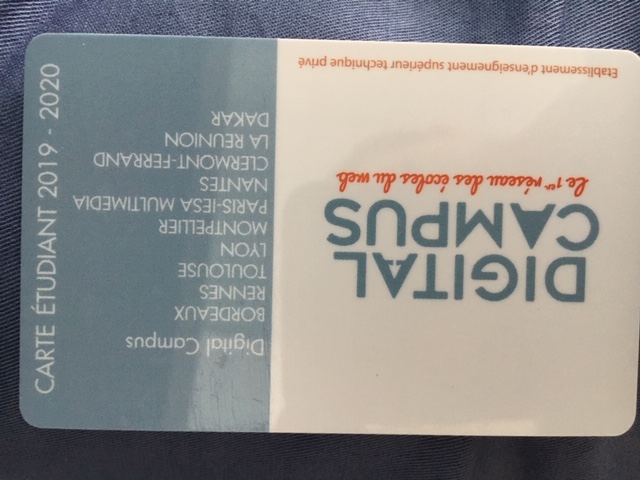 CARTE ÉTUDIANT 2019 - 2020
Digital Campus
BORDEAUX
RENNES
TOULOUSE
LYON
MONTPELLIER
PARIS-IESA MULTIMEDIA
NANTES
CLERMONT-FERRAND
LA REUNION
DAKAR
DIGITAL
CAMPUS
le 1er réseau des écoles du web
Etablissement d'enseignement supérieur technique privé